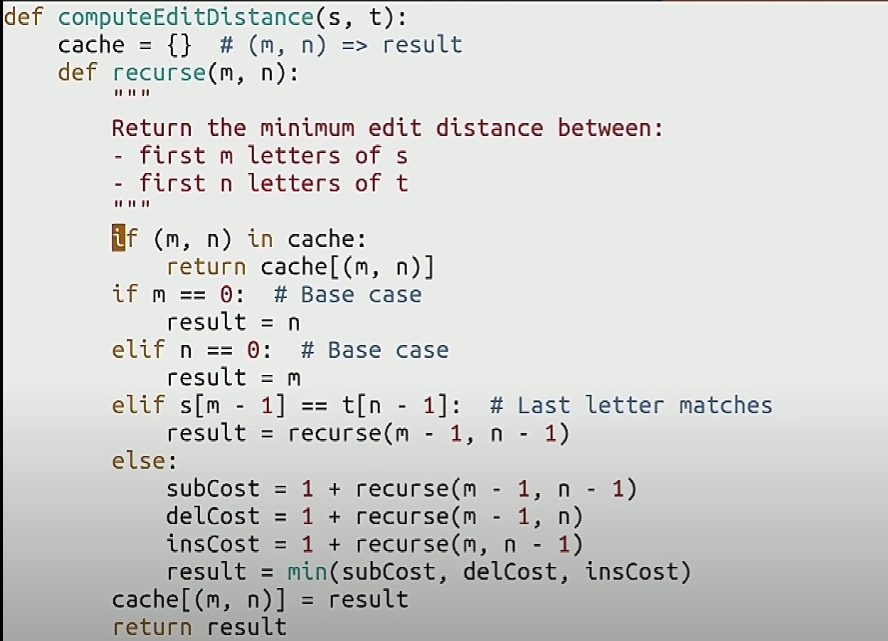 def computeEditDistance(s, t):
    cache = {}  # (m, n) => result
    def recurse(m, n):
        """
        Return the minimum edit distance between:
        - first m letters of s
        - first n letters of t
        """
        if (m, n) in cache:
            return cache[(m, n)]
        if m == 0:  # Base case
            result = n
        elif n == 0:  # Base case
            result = m
        elif s[m - 1] == t[n - 1]:  # Last letter matches
            result = recurse(m - 1, n - 1)
        else:
            subCost = 1 + recurse(m - 1, n - 1)
            delCost = 1 + recurse(m - 1, n)
            insCost = 1 + recurse(m, n - 1)
            result = min(subCost, delCost, insCost)
        cache[(m, n)] = result
        return result